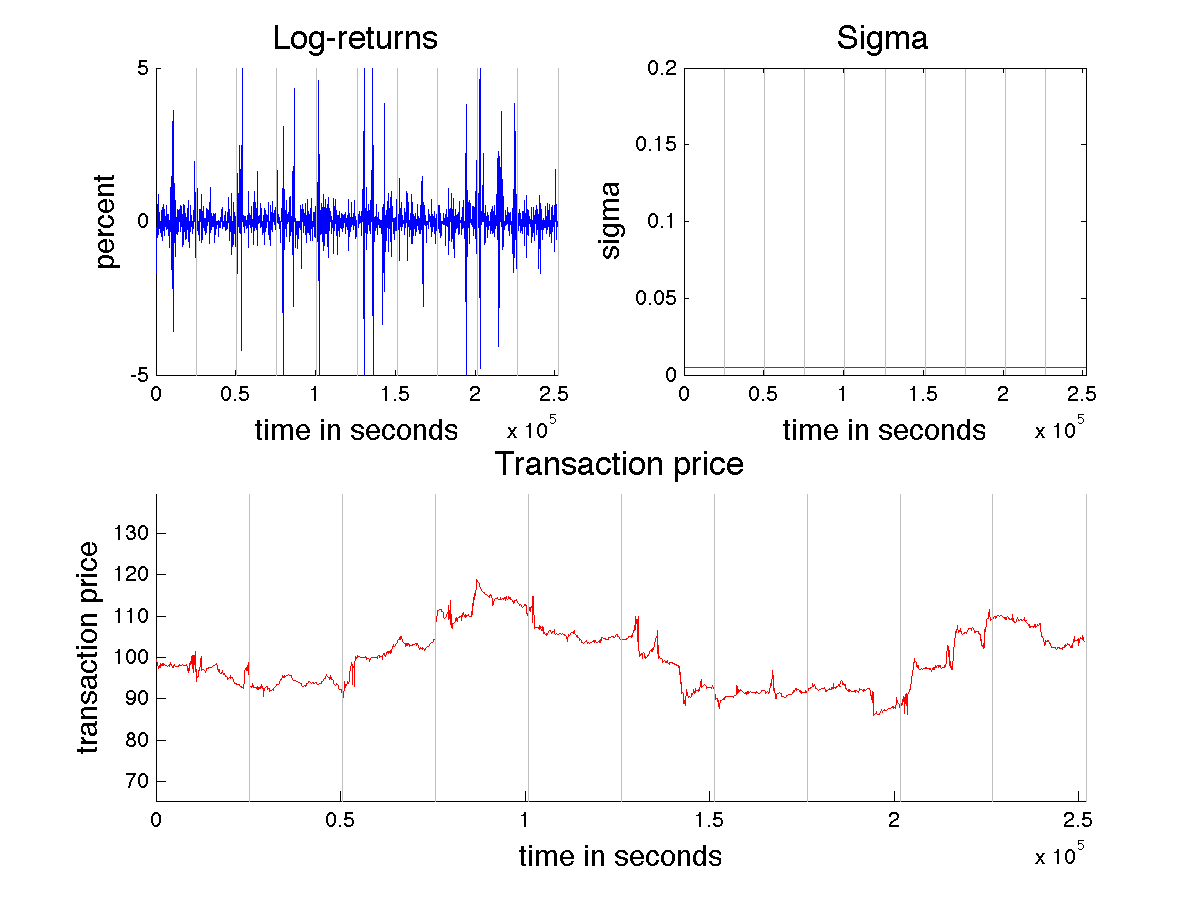 Log-returns
5
0
-5
percent
0 0.5 1 1.5 2 2.5
x 10^5
time in seconds
Sigma
0.2
0.15
0.1
0.05
0
sigma
0 0.5 1 1.5 2 2.5
x 10^5
time in seconds
Transaction price
130
120
110
100
90
80
70
transaction price
0 0.5 1 1.5 2 2.5
x 10^5
time in seconds